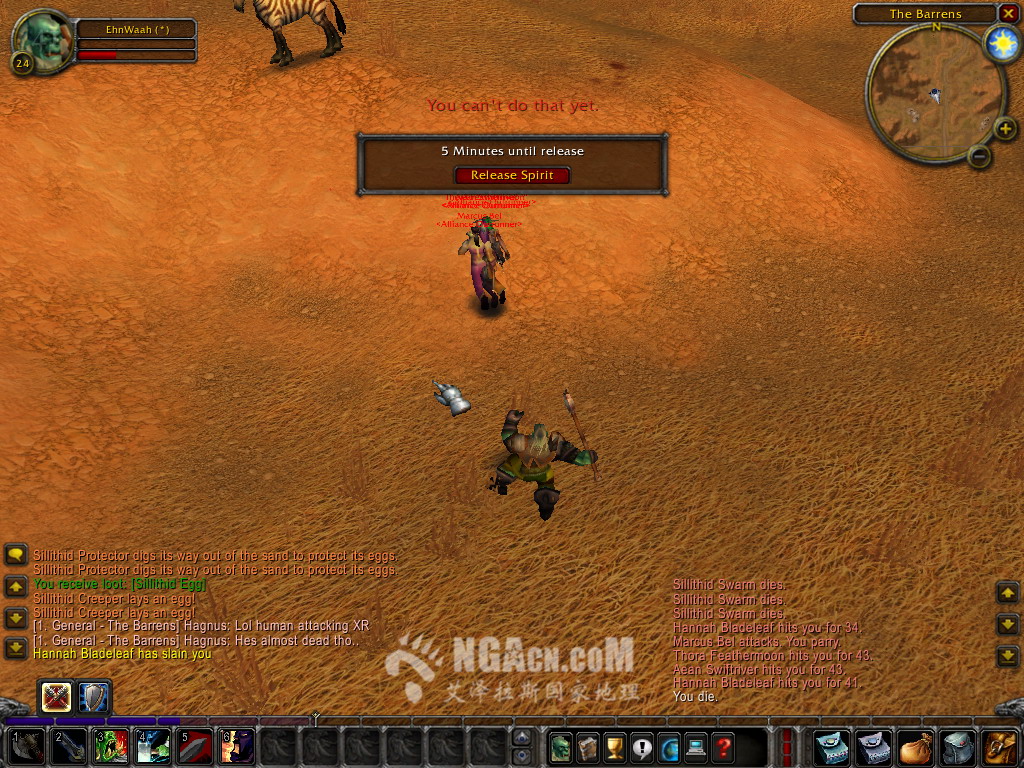 EhnWaah (*)
24
The Barrens
N
You can't do that yet.
5 Minutes until release
Release Spirit
Marcus Bel
Sillithid Protector digs its way out of the sand to protect its eggs.
Sillithid Protector digs its way out of the sand to protect its eggs.
You receive loot: [Sillithid Egg]
Sillithid Creeper lays an egg!
Sillithid Creeper lays an egg!
[1. General - The Barrens] Hagnus: Lol human attacking XR
[1. General - The Barrens] Hagnus: Hes almost dead tho..
Hannah Bladeleaf has slain you
Sillithid Swarm dies.
Sillithid Swarm dies.
Sillithid Swarm dies.
Hannah Bladeleaf hits you for 34.
Marcus Bel attacks. You parry.
Thora Feathermoon hits you for 43.
Aean Swiftriver hits you for 43.
Hannah Bladeleaf hits you for 41.
You die.
NGACN.COM
艾泽拉斯国家地理
1 2 3 4 5 6